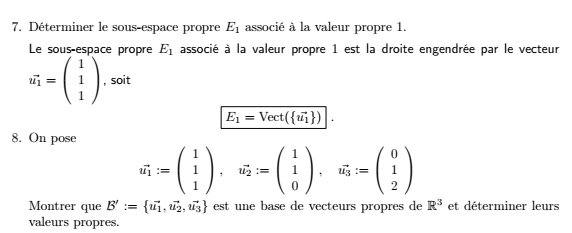 7. Déterminer le sous-espace propre E₁ associé à la valeur propre 1.
Le sous-espace propre E₁ associé à la valeur propre 1 est la droite engendrée par le vecteur
u⃗₁ = ( 1 1 1 ) , soit
E₁ = Vect({u⃗₁}) .
8. On pose
u⃗₁ := ( 1 1 1 ) , u⃗₂ := ( 1 1 0 ) , u⃗₃ := ( 0 1 2 )
Montrer que ℬ′ := {u⃗₁, u⃗₂, u⃗₃} est une base de vecteurs propres de ℝ³ et déterminer leurs
valeurs propres.